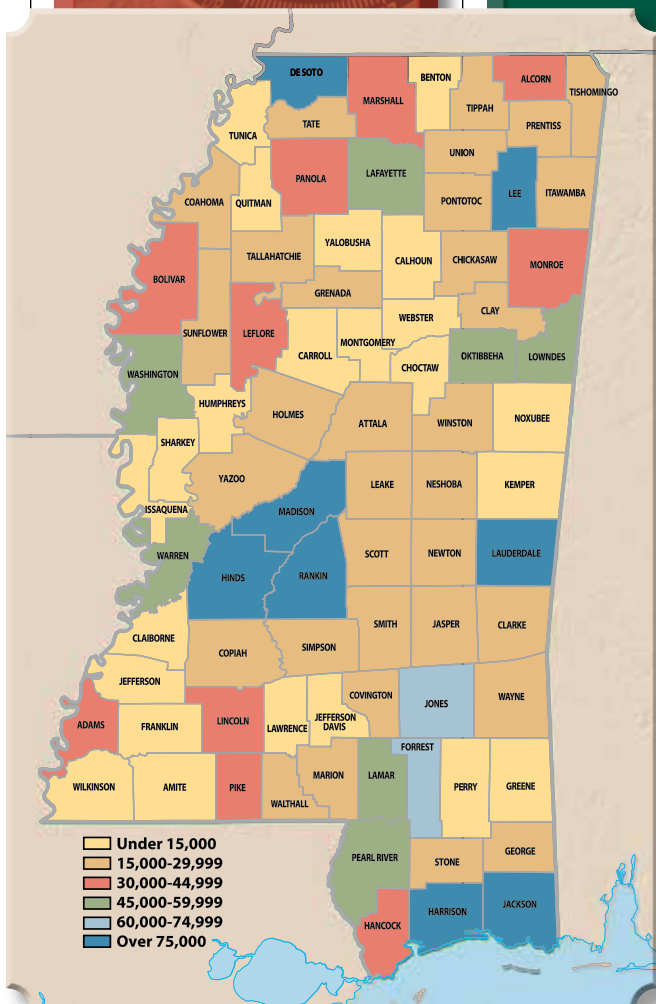 DE SOTO
BENTON
ALCORN
TISHOMINGO
MARSHALL
TIPPAH
TATE
PRENTISS
TUNICA
UNION
PANOLA
LAFAYETTE
LEE
ITAWAMBA
COAHOMA
QUITMAN
PONTOTOC
YALOBUSHA
TALLAHATCHIE
CALHOUN
CHICKASAW
MONROE
BOLIVAR
GRENADA
CLAY
WEBSTER
SUNFLOWER
LEFLORE
MONTGOMERY
CARROLL
OKTIBBEHA
LOWNDES
CHOCTAW
WASHINGTON
HUMPHREYS
HOLMES
ATTALA
WINSTON
NOXUBEE
SHARKEY
YAZOO
LEAKE
NESHOBA
KEMPER
ISSAQUENA
MADISON
WARREN
SCOTT
NEWTON
LAUDERDALE
HINDS
RANKIN
CLAIBORNE
SMITH
JASPER
CLARKE
COPIAH
SIMPSON
JEFFERSON
COVINGTON
JONES
WAYNE
ADAMS
FRANKLIN
LINCOLN
LAWRENCE
JEFFERSON
DAVIS
FORREST
WILKINSON
AMITE
PIKE
MARION
LAMAR
PERRY
GREENE
WALTHALL
PEARL RIVER
STONE
GEORGE
HANCOCK
HARRISON
JACKSON
Under 15,000
15,000-29,999
30,000-44,999
45,000-59,999
60,000-74,999
Over 75,000